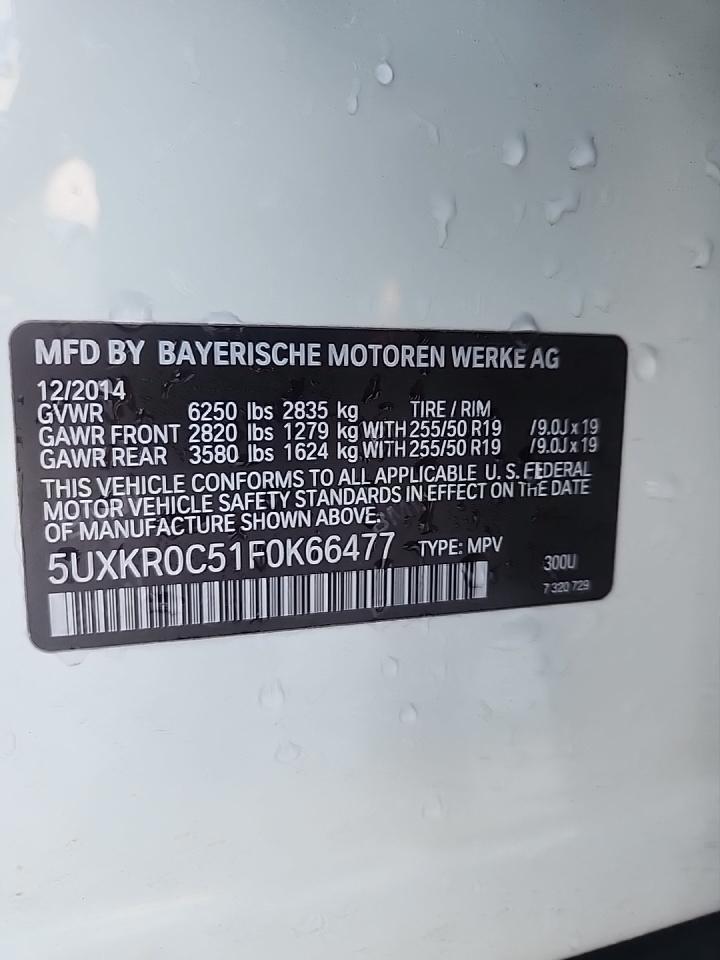 MFD BY BAYERISCHE MOTOREN WERKE AG
12/2014
GVWR 6250 lbs 2835 kg TIRE / RIM
GAWR FRONT 2820 lbs 1279 kg WITH 255/50 R19 /9.0J x 19
GAWR REAR 3580 lbs 1624 kg WITH 255/50 R19 /9.0J x 19
THIS VEHICLE CONFORMS TO ALL APPLICABLE U. S. FEDERAL
MOTOR VEHICLE SAFETY STANDARDS IN EFFECT ON THE DATE
OF MANUFACTURE SHOWN ABOVE.
5UXKR0C51F0K66477 TYPE: MPV 300U
7 320 729